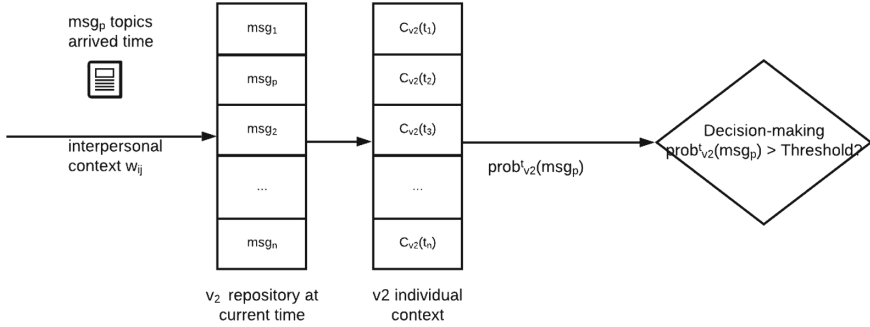 msgₚ topics
arrived time
interpersonal
context wᵢⱼ
msg₁
msgₚ
msg₂
...
msgₙ
v₂ repository at
current time
Cᵥ₂(t₁)
Cᵥ₂(t₂)
Cᵥ₂(t₃)
...
Cᵥ₂(tₙ)
v2 individual
context
probᵗᵥ₂(msgₚ)
Decision-making
probᵗᵥ₂(msgₚ) > Threshold?